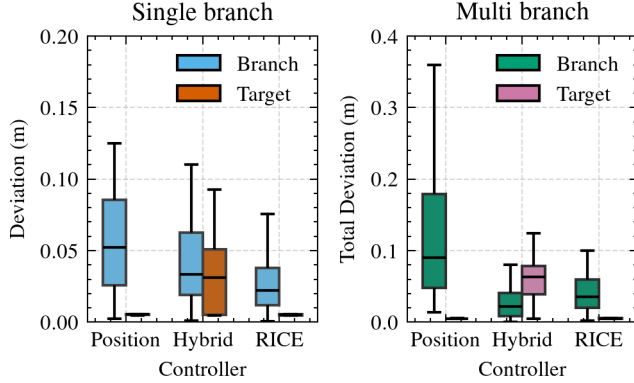 Single branch
Deviation (m)
0.20
0.15
0.10
0.05
0.00
Branch
Target
Position Hybrid RICE
Controller
Multi branch
Total Deviation (m)
0.4
0.3
0.2
0.1
0.0
Branch
Target
Position Hybrid RICE
Controller